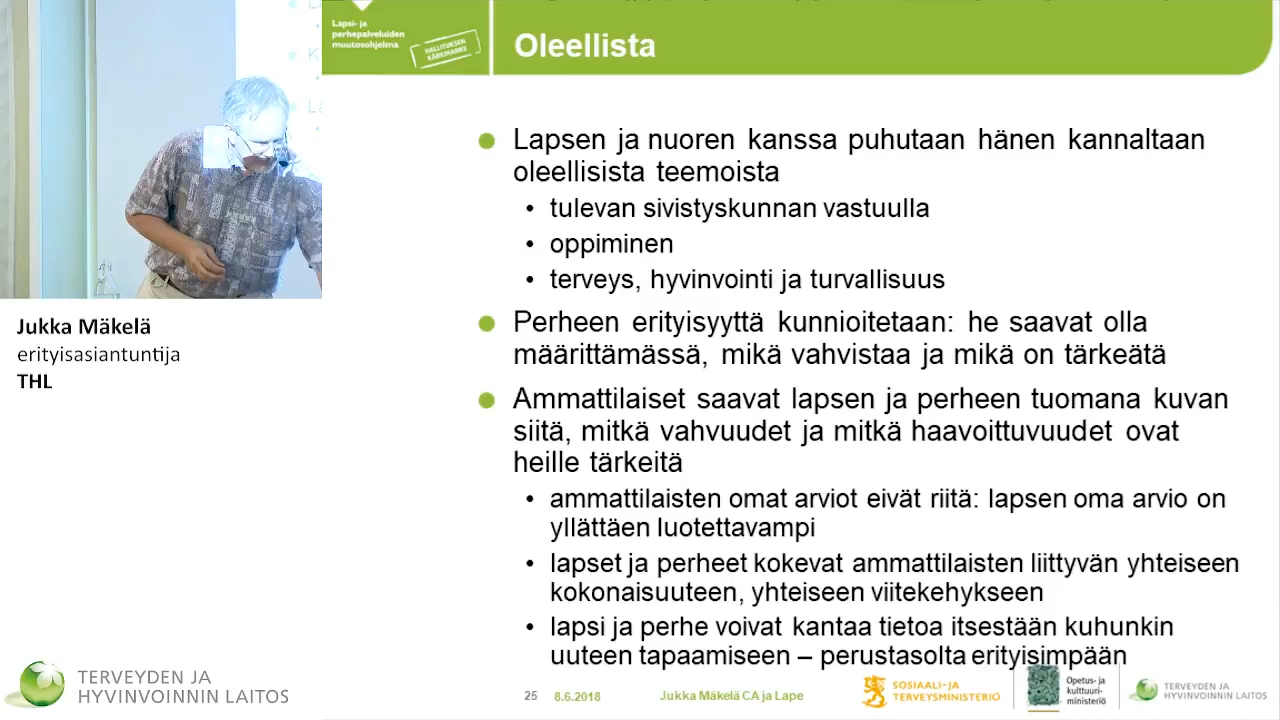 Lapsi- ja
perhepalveluiden
muutosohjelma
HALLITUKSEN
KÄRKIHANKE
Oleellista
Lapsen ja nuoren kanssa puhutaan hänen kannaltaan
oleellisista teemoista
• tulevan sivistyskunnan vastuulla
• oppiminen
• terveys, hyvinvointi ja turvallisuus
Perheen erityisyyttä kunnioitetaan: he saavat olla
määrittämässä, mikä vahvistaa ja mikä on tärkeätä
Ammattilaiset saavat lapsen ja perheen tuomana kuvan
siitä, mitkä vahvuudet ja mitkä haavoittuvuudet ovat
heille tärkeitä
• ammattilaisten omat arviot eivät riitä: lapsen oma arvio on
yllättäen luotettavampi
• lapset ja perheet kokevat ammattilaisten liittyvän yhteiseen
kokonaisuuteen, yhteiseen viitekehykseen
• lapsi ja perhe voivat kantaa tietoa itsestään kuhunkin
uuteen tapaamiseen – perustasolta erityisimpään
Jukka Mäkelä
erityisasiantuntija
THL
TERVEYDEN JA
HYVINVOINNIN LAITOS
25 8.6.2018 Jukka Mäkelä CA ja Lape
SOSIAALI- JA
TERVEYSMINISTERIÖ
Opetus- ja
kulttuuri-
ministeriö
TERVEYDEN JA
HYVINVOINNIN LAITOS